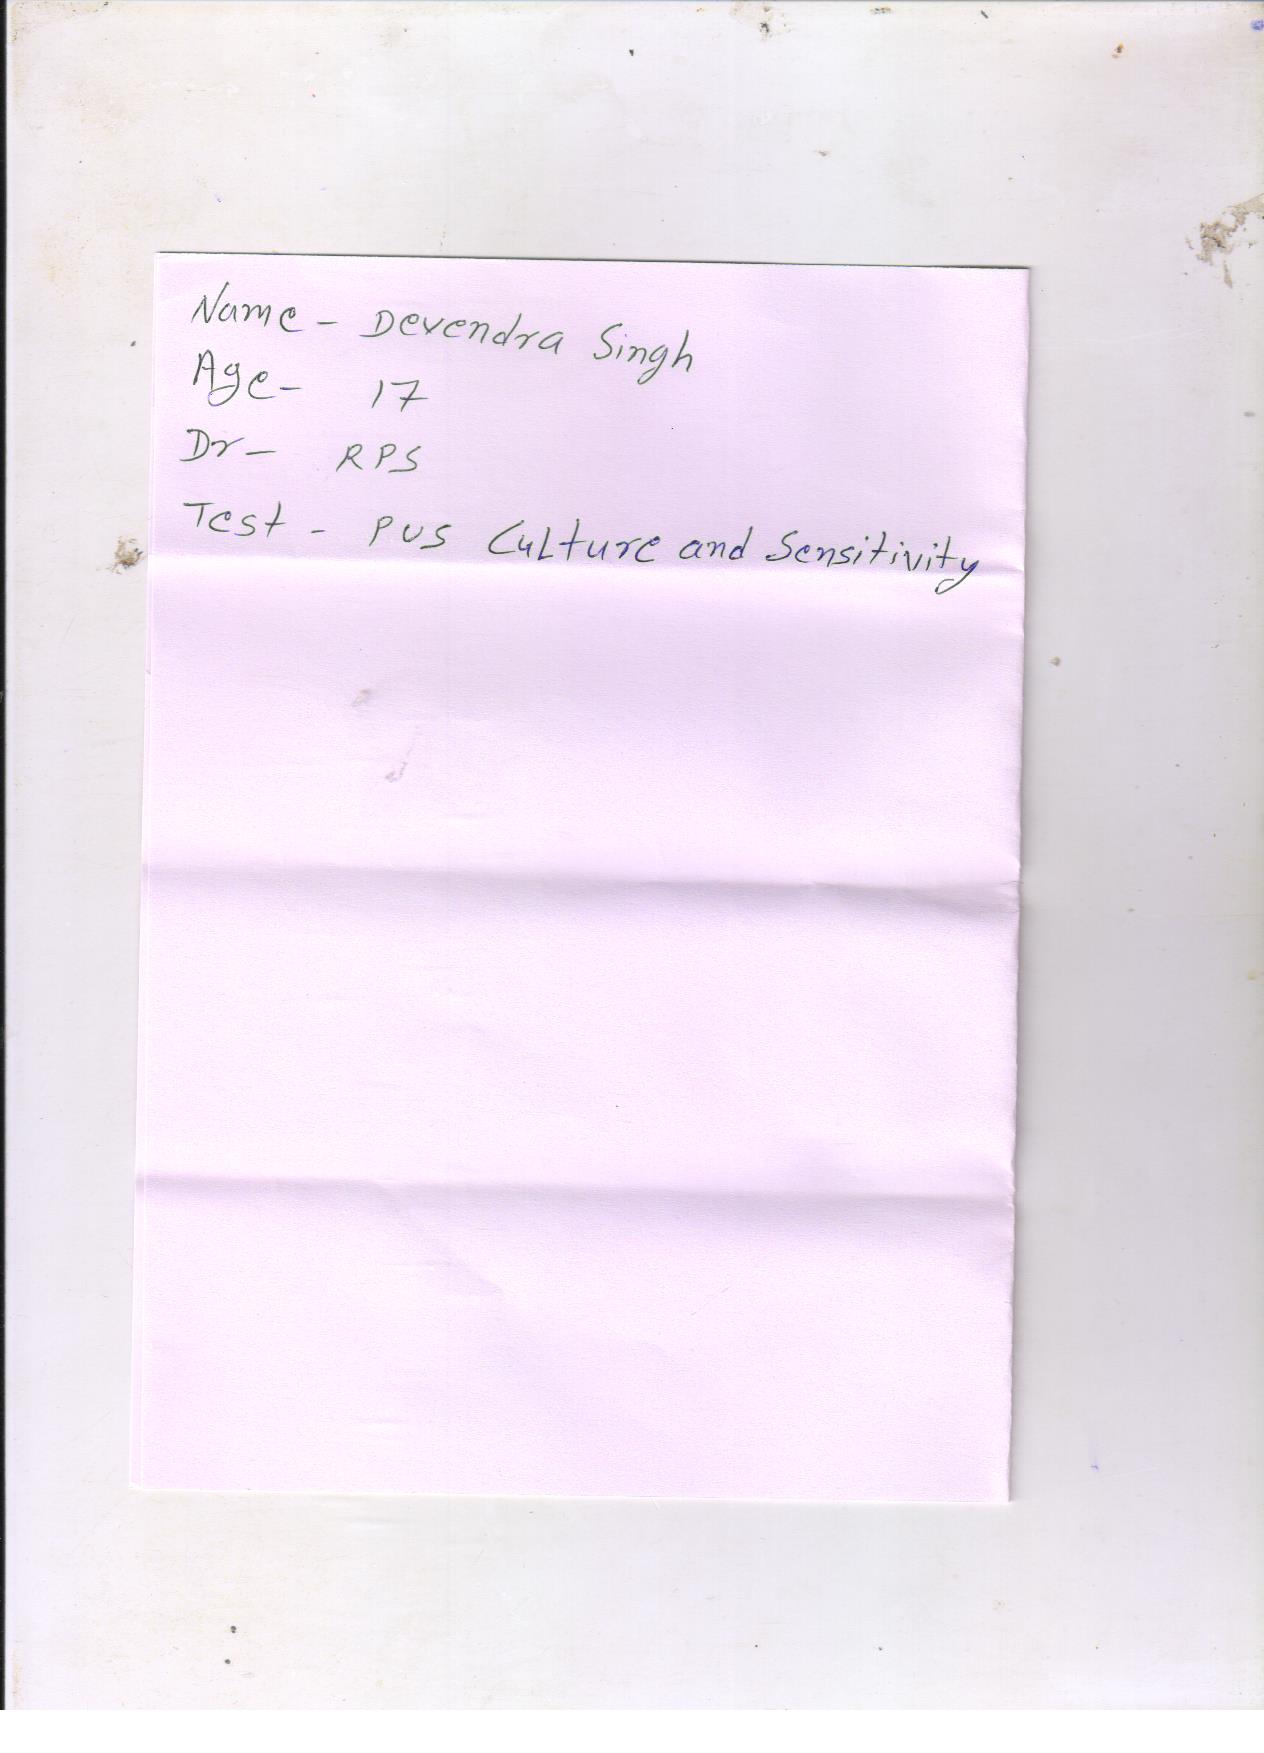 Name - Devendra Singh
Age - 17
Dr - RPS
Test - PUS Culture and Sensitivity